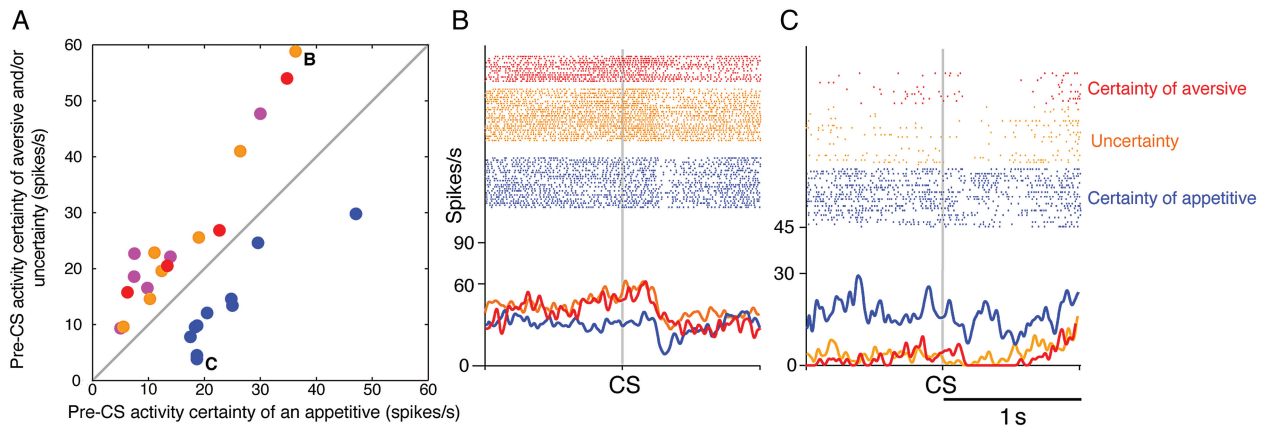 A
Pre-CS activity certainty of aversive and/or
uncertainty (spikes/s)
60
50
40
30
20
10
0
B
C
0
10
20
30
40
50
60
Pre-CS activity certainty of an appetitive (spikes/s)
B
Spikes/s
90
60
0
CS
C
45
30
0
CS
1 s
Certainty of aversive
Uncertainty
Certainty of appetitive